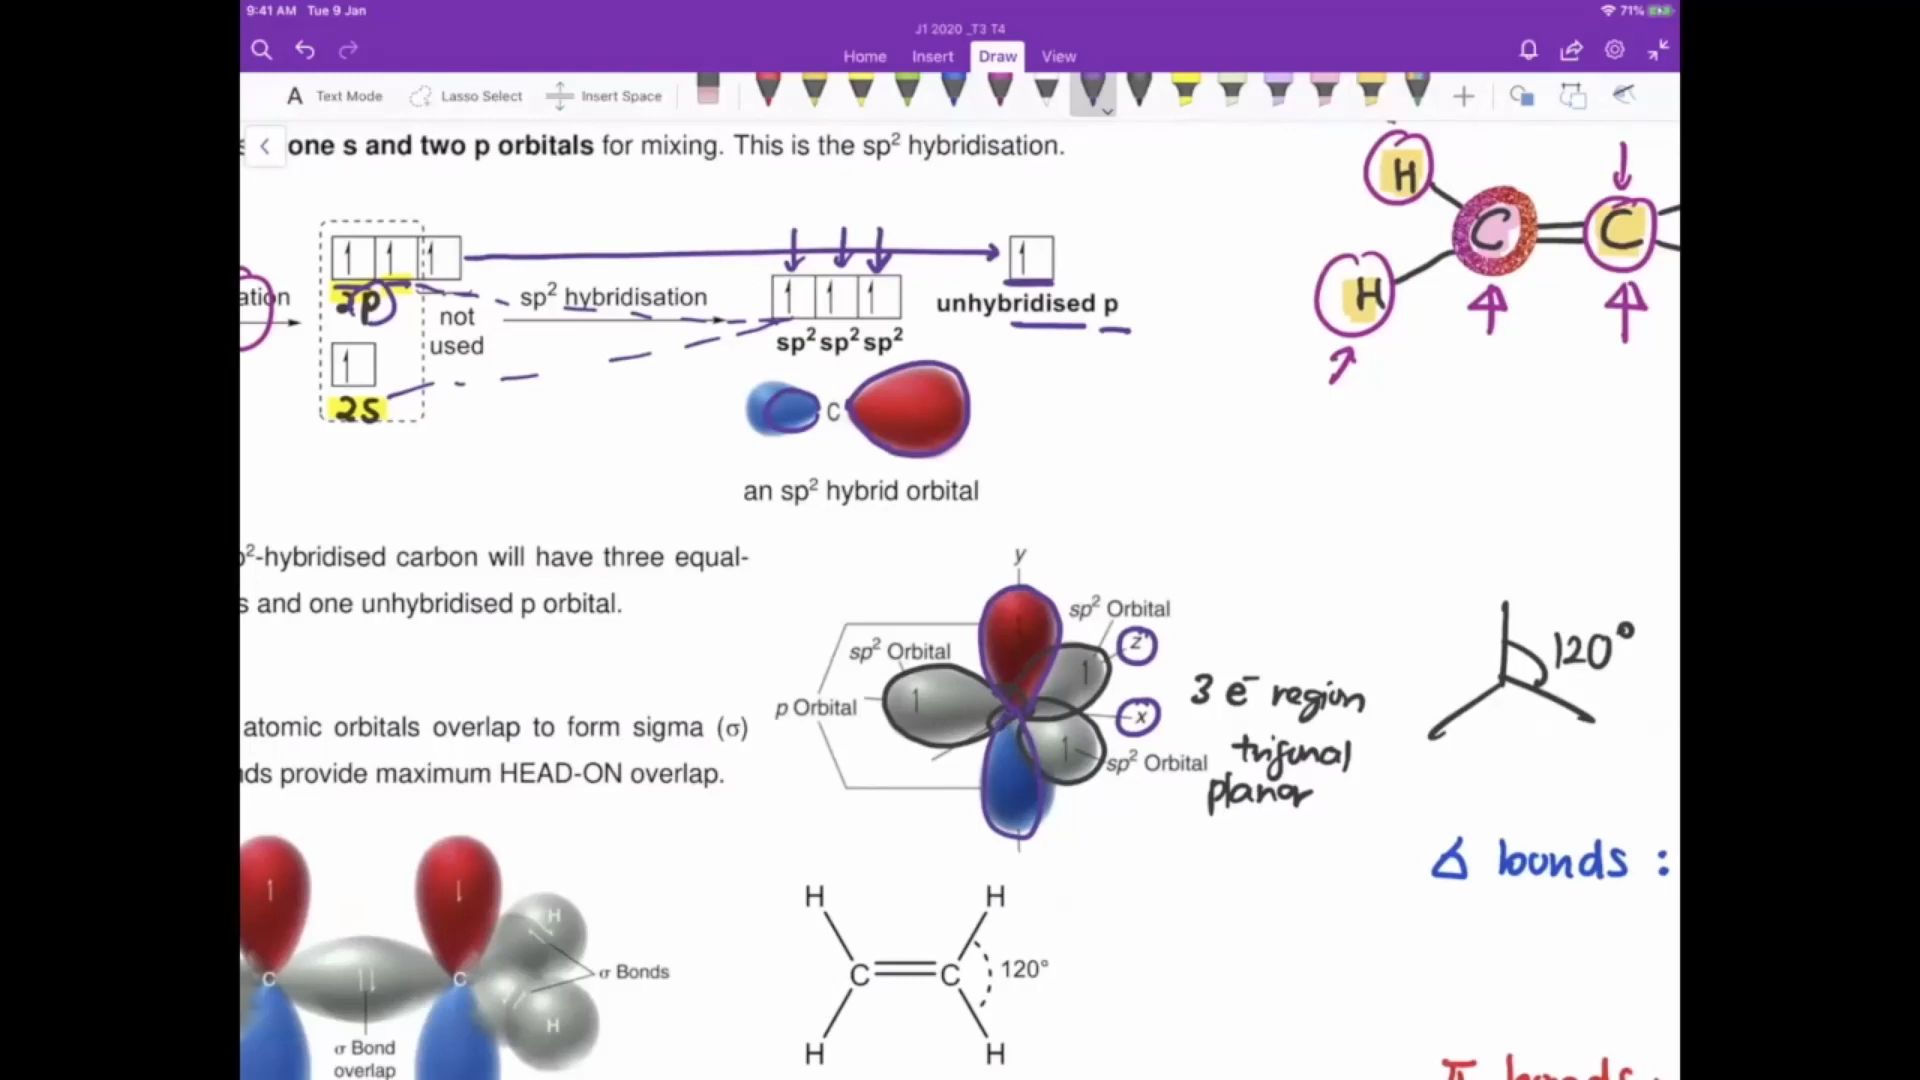 9:41 AM Tue 9 Jan
71%
J1 2020 _T3 T4
Home Insert Draw View
A Text Mode Lasso Select Insert Space
one s and two p orbitals for mixing. This is the sp² hybridisation.
H
C C
H
ation
2p
not
used
sp² hybridisation
sp² sp² sp²
unhybridised p
2s
C
an sp² hybrid orbital
p²-hybridised carbon will have three equal-
s and one unhybridised p orbital.
y
sp² Orbital
z
sp² Orbital
p Orbital
x
sp² Orbital
3 e⁻ region
trigonal
planar
120°
atomic orbitals overlap to form sigma (σ)
nds provide maximum HEAD-ON overlap.
bonds :
H
C C
H
σ Bonds
σ Bond
overlap
H H
C C 120°
H H
π bonds :